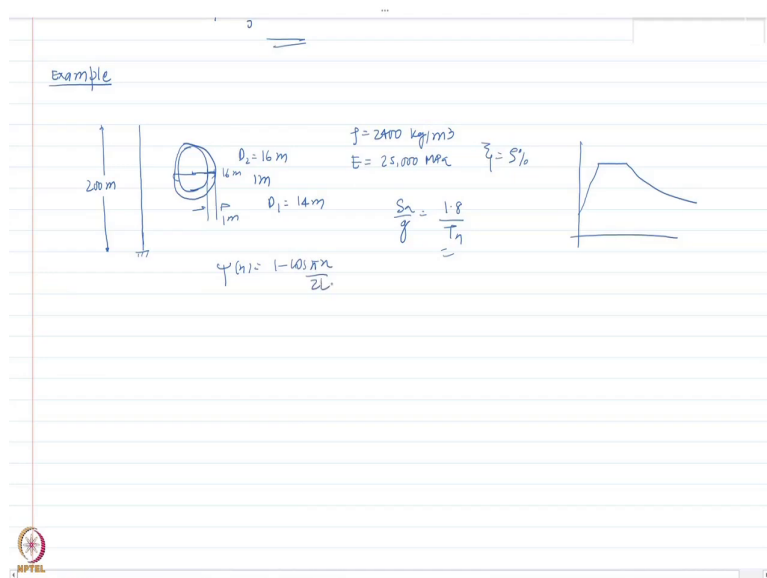 Example
200 m
D₂ = 16 m
16 m
1m
D₁ = 14 m
1m
ρ = 2400 kg/m3
E = 25,000 MPa
ξ = 5%
Sa/g = 1.8/Tn
ψ(x) = 1 - cos πx/2L
NPTEL